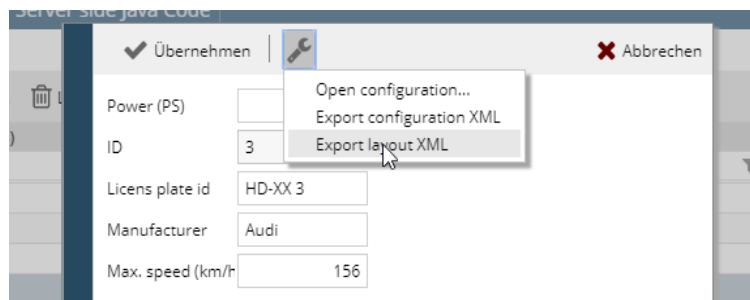 Server side Java Code
Übernehmen
Abbrechen
Open configuration...
Export configuration XML
Export layout XML
Power (PS)
ID
3
Licens plate id
HD-XX 3
Manufacturer
Audi
Max. speed (km/h
156
L
)